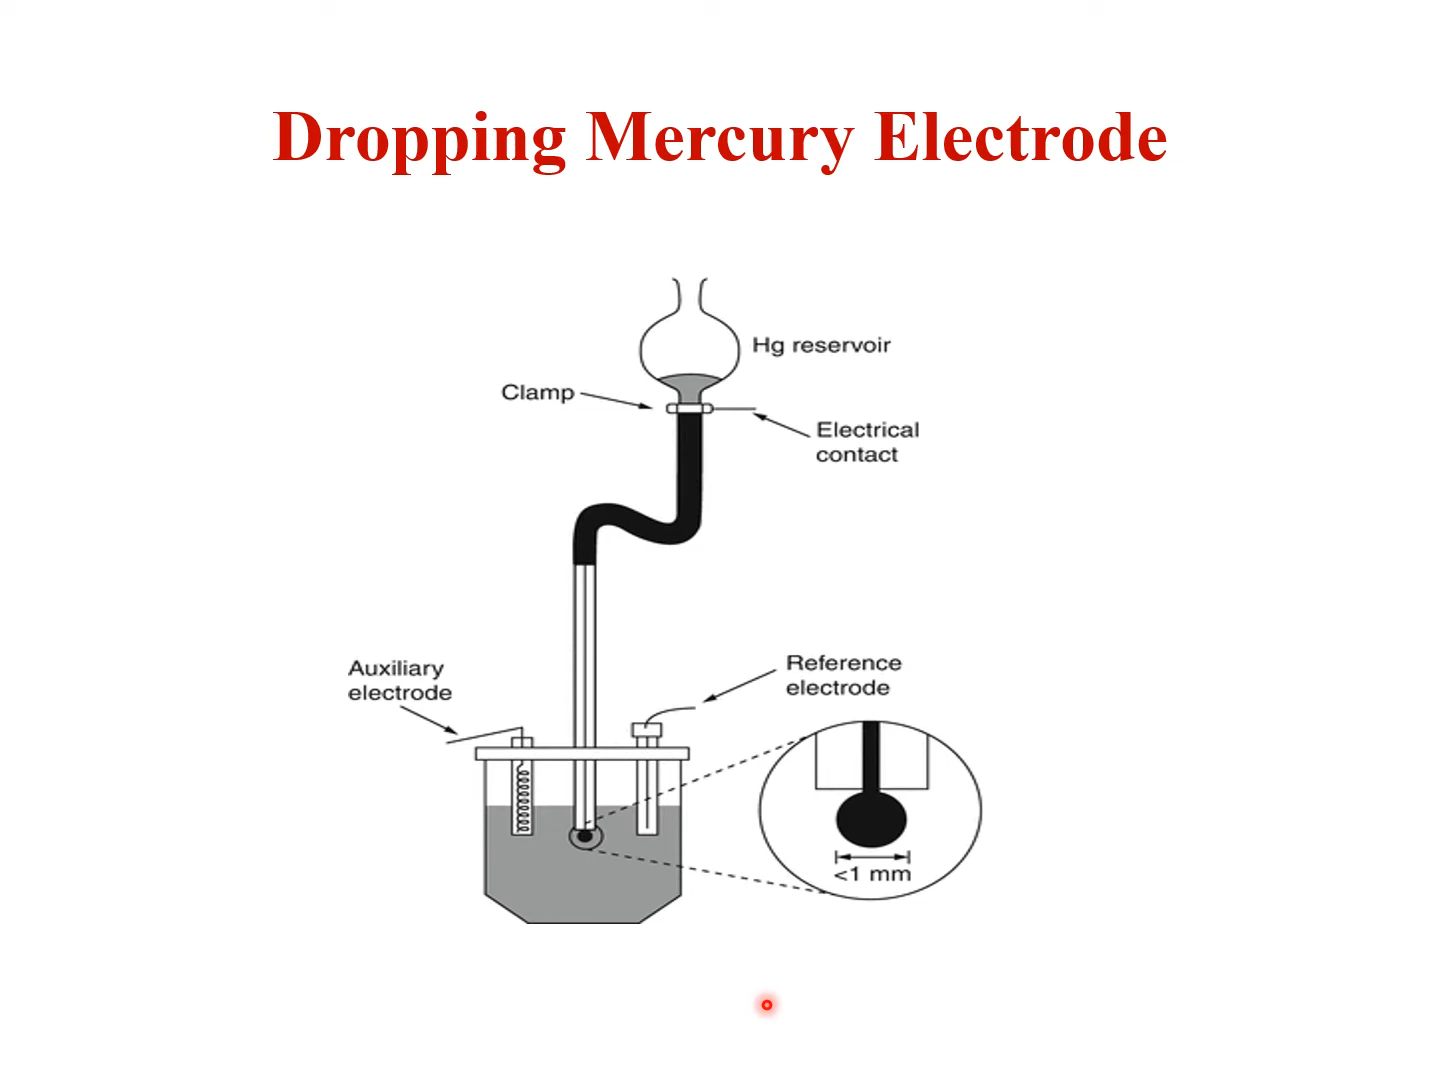 Dropping Mercury Electrode
Hg reservoir
Clamp
Electrical
contact
Auxiliary
electrode
Reference
electrode
<1 mm